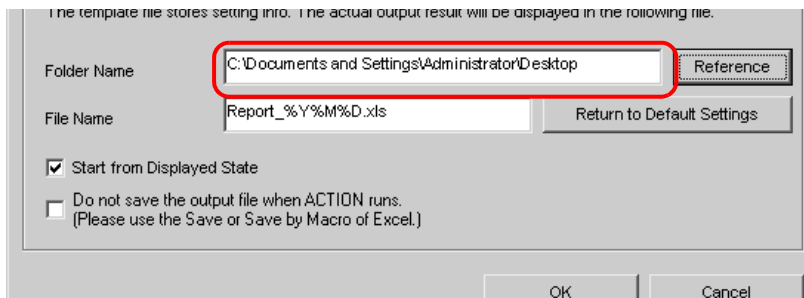 The template file stores setting info. The actual output result will be displayed in the following file.
Folder Name
C:\Documents and Settings\Administrator\Desktop
Reference
File Name
Report_%Y%M%D.xls
Return to Default Settings
Start from Displayed State
Do not save the output file when ACTION runs.
(Please use the Save or Save by Macro of Excel.)
OK
Cancel